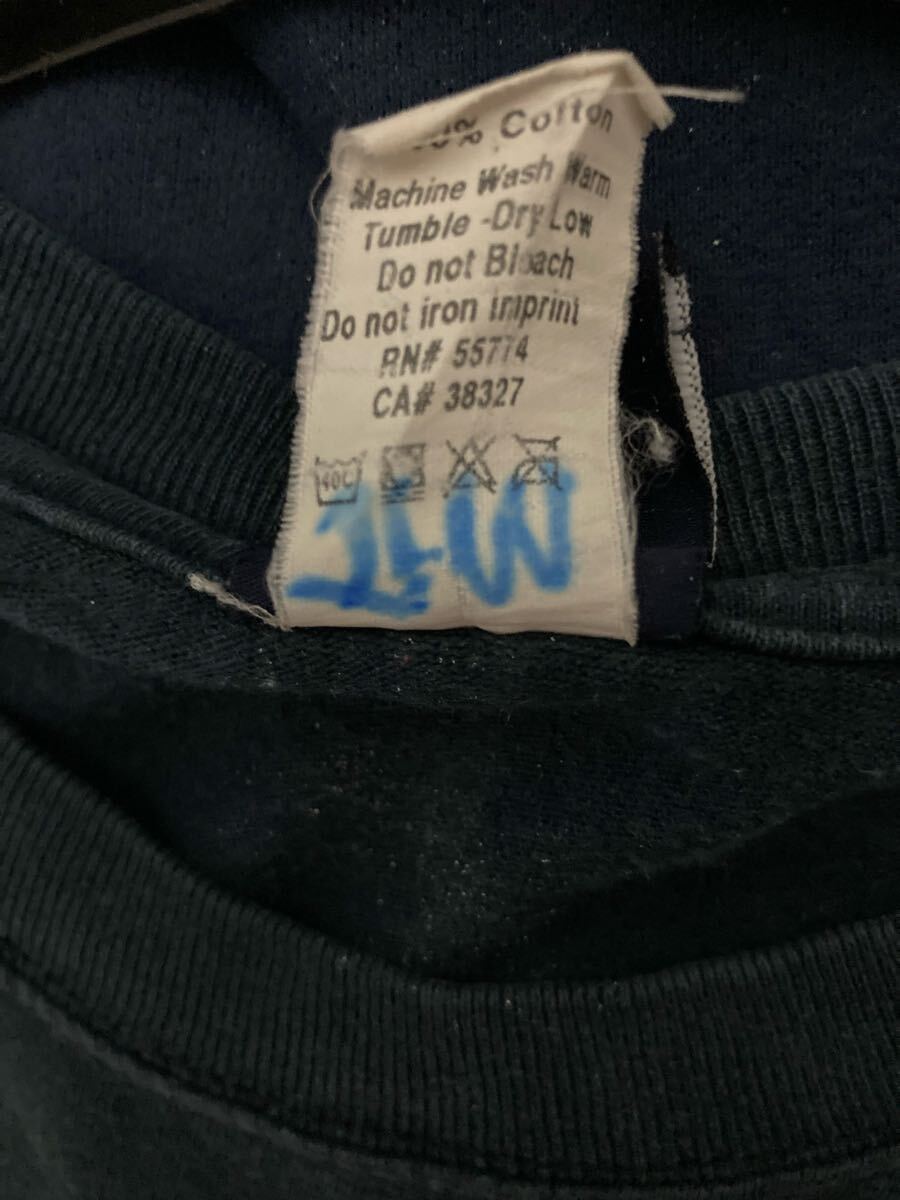 Cotton
Machine Wash Warm
Tumble -Dry Low
Do not Bleach
Do not iron Imprint
RN# 55774
CA# 38327
40C